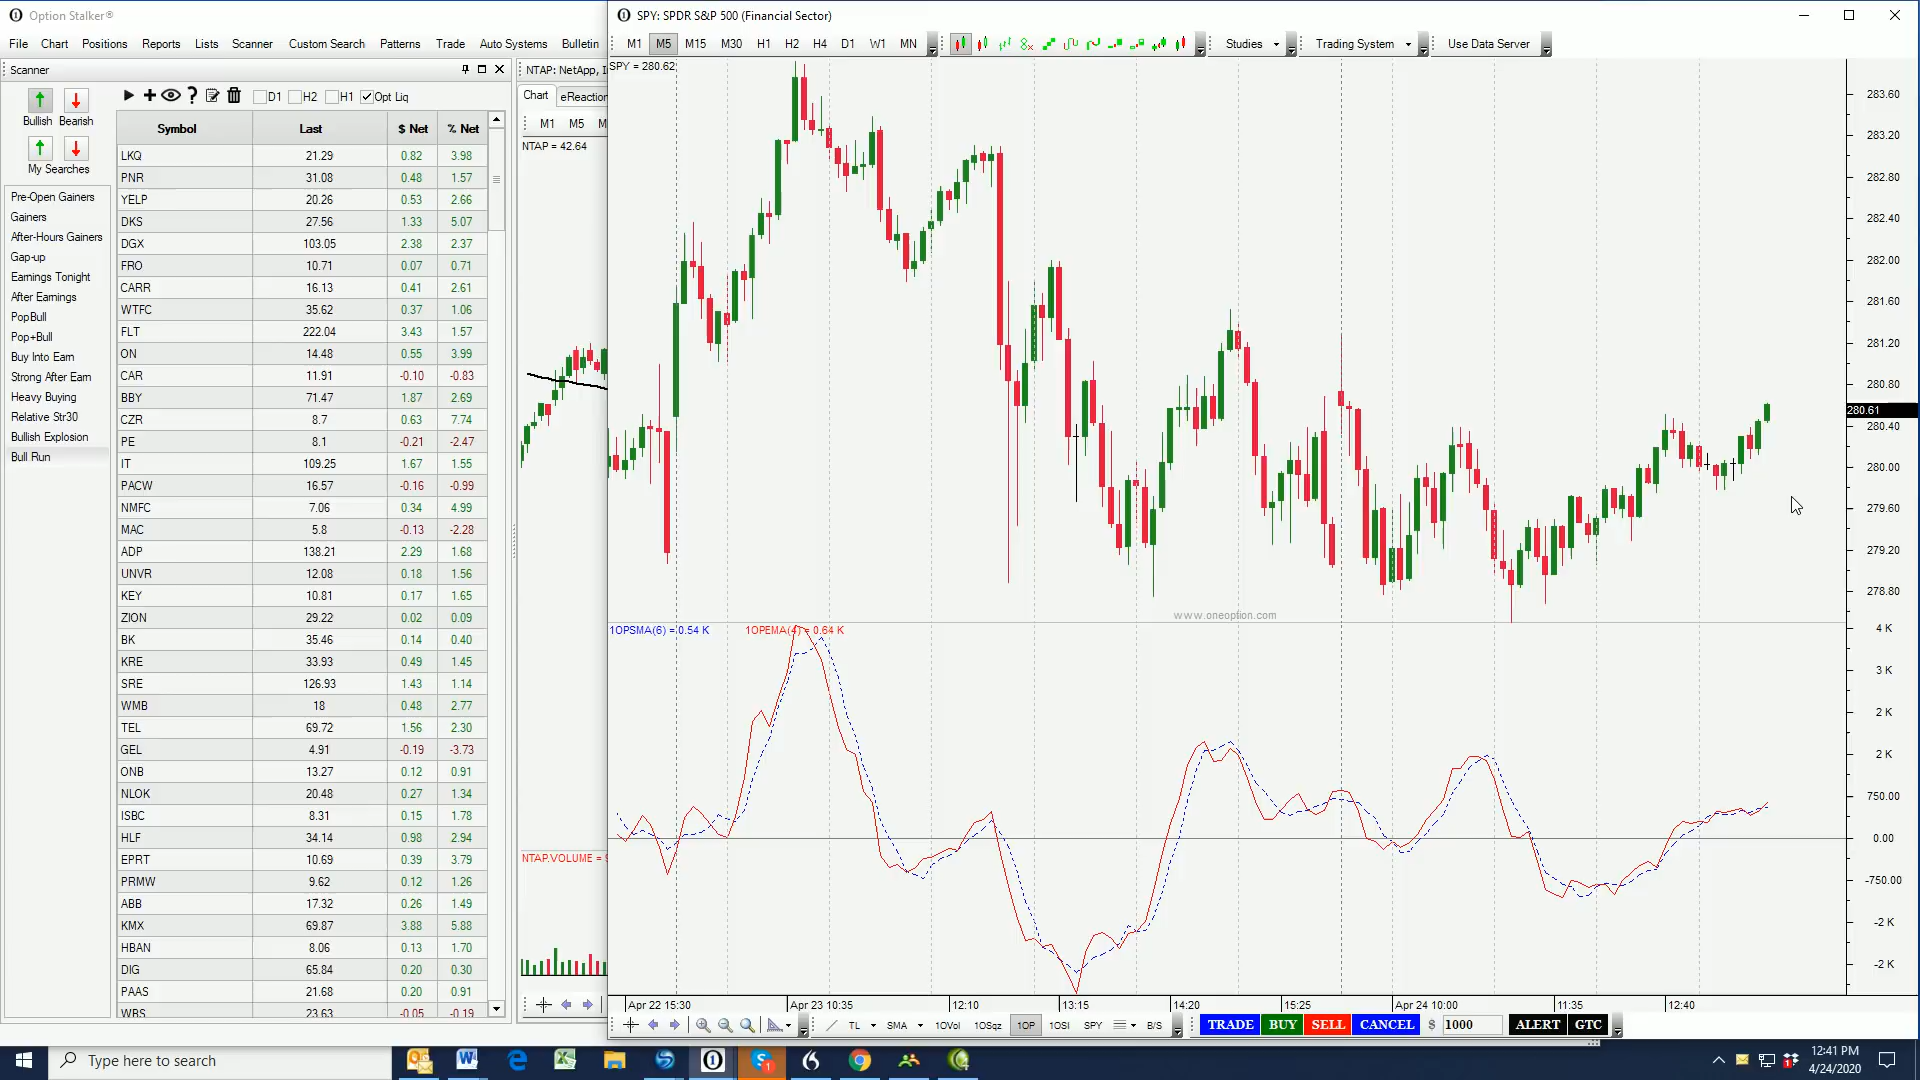 Option Stalker®
File Chart Positions Reports Lists Scanner Custom Search Patterns Trade Auto Systems Bulletin
Scanner
D1 H2 H1 Opt Liq
Bullish Bearish
My Searches
Pre-Open Gainers
Gainers
After-Hours Gainers
Gap-up
Earnings Tonight
After Earnings
PopBull
Pop+Bull
Buy Into Earn
Strong After Earn
Heavy Buying
Relative Str30
Bullish Explosion
Bull Run
Symbol Last $ Net % Net
LKQ 21.29 0.82 3.98
PNR 31.08 0.48 1.57
YELP 20.26 0.53 2.66
DKS 27.56 1.33 5.07
DGX 103.05 2.38 2.37
FRO 10.71 0.07 0.71
CARR 16.13 0.41 2.61
WTFC 35.62 0.37 1.06
FLT 222.04 3.43 1.57
ON 14.48 0.55 3.99
CAR 11.91 -0.10 -0.83
BBY 71.47 1.87 2.69
CZR 8.7 0.63 7.74
PE 8.1 -0.21 -2.47
IT 109.25 1.67 1.55
PACW 16.57 -0.16 -0.99
NMFC 7.06 0.34 4.99
MAC 5.8 -0.13 -2.28
ADP 138.21 2.29 1.68
UNVR 12.08 0.18 1.56
KEY 10.81 0.17 1.65
ZION 29.22 0.02 0.09
BK 35.46 0.14 0.40
KRE 33.93 0.49 1.45
SRE 126.93 1.43 1.14
WMB 18 0.48 2.77
TEL 69.72 1.56 2.30
GEL 4.91 -0.19 -3.73
ONB 13.27 0.12 0.91
NLOK 20.48 0.27 1.34
ISBC 8.31 0.15 1.78
HLF 34.14 0.98 2.94
EPRT 10.69 0.39 3.79
PRMW 9.62 0.12 1.26
ABB 17.32 0.26 1.49
KMX 69.87 3.88 5.88
HBAN 8.06 0.13 1.70
DIG 65.84 0.20 0.30
PAAS 21.68 0.20 0.91
WBS 23.63 -0.05 -0.19
NTAP: NetApp, I
Chart eReaction
M1 M5 M
NTAP = 42.64
NTAP.VOLUME = 9
SPY: SPDR S&P 500 (Financial Sector)
M1 M5 M15 M30 H1 H2 H4 D1 W1 MN Studies Trading System Use Data Server
SPY = 280.62
283.60
283.20
282.80
282.40
282.00
281.60
281.20
280.80
280.61
280.40
280.00
279.60
279.20
278.80
www.oneoption.com
1OPSMA(6) = 0.54 K 1OPEMA(4) = 0.64 K
4 K
3 K
2 K
2 K
750.00
0.00
-750.00
-2 K
-2 K
Apr 22 15:30 Apr 23 10:35 12:10 13:15 14:20 15:25 Apr 24 10:00 11:35 12:40
TL SMA 1OVol 1OSqz 1OP 1OSI SPY B/S TRADE BUY SELL CANCEL $ 1000 ALERT GTC
Type here to search
12:41 PM
4/24/2020